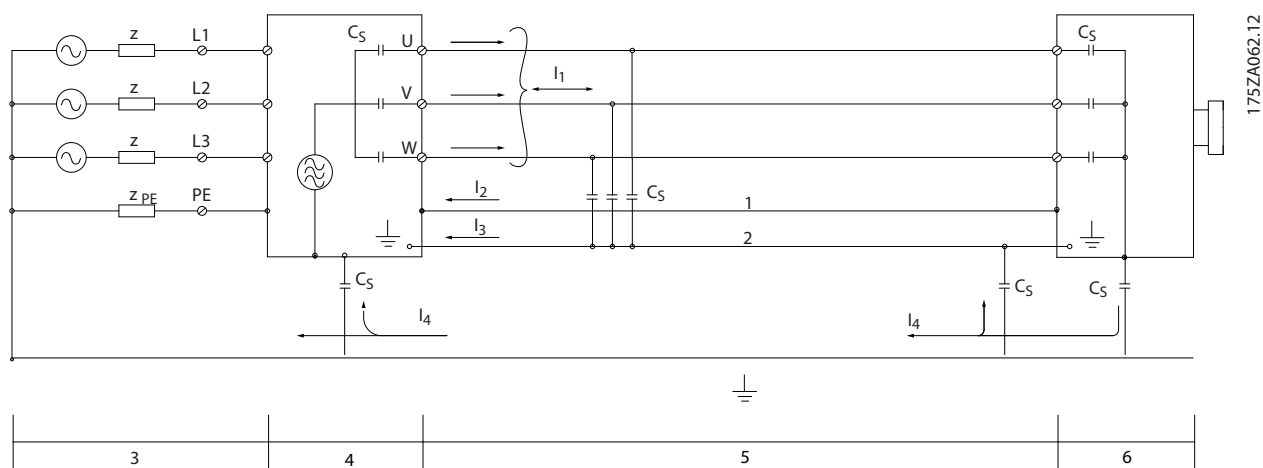 z L1 C_S U C_S
I_1
z L2 V
z L3 W
z_PE PE I_2 C_S 1
I_3 2
C_S C_S C_S
I_4 I_4
3 4 5 6
175ZA062.12